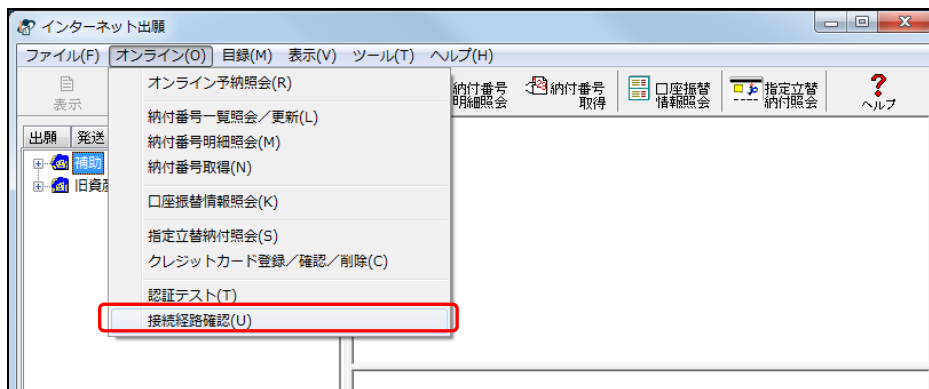 インターネット出願
ファイル(F) オンライン(O) 目録(M) 表示(V) ツール(T) ヘルプ(H)
表示
納付番号
明細照会
納付番号
取得
口座振替
情報照会
指定立替
納付照会
ヘルプ
オンライン予納照会(R)
納付番号一覧照会／更新(L)
納付番号明細照会(M)
納付番号取得(N)
口座振替情報照会(K)
指定立替納付照会(S)
クレジットカード登録／確認／削除(C)
認証テスト(T)
接続経路確認(U)
出願 発送
補助
旧資産